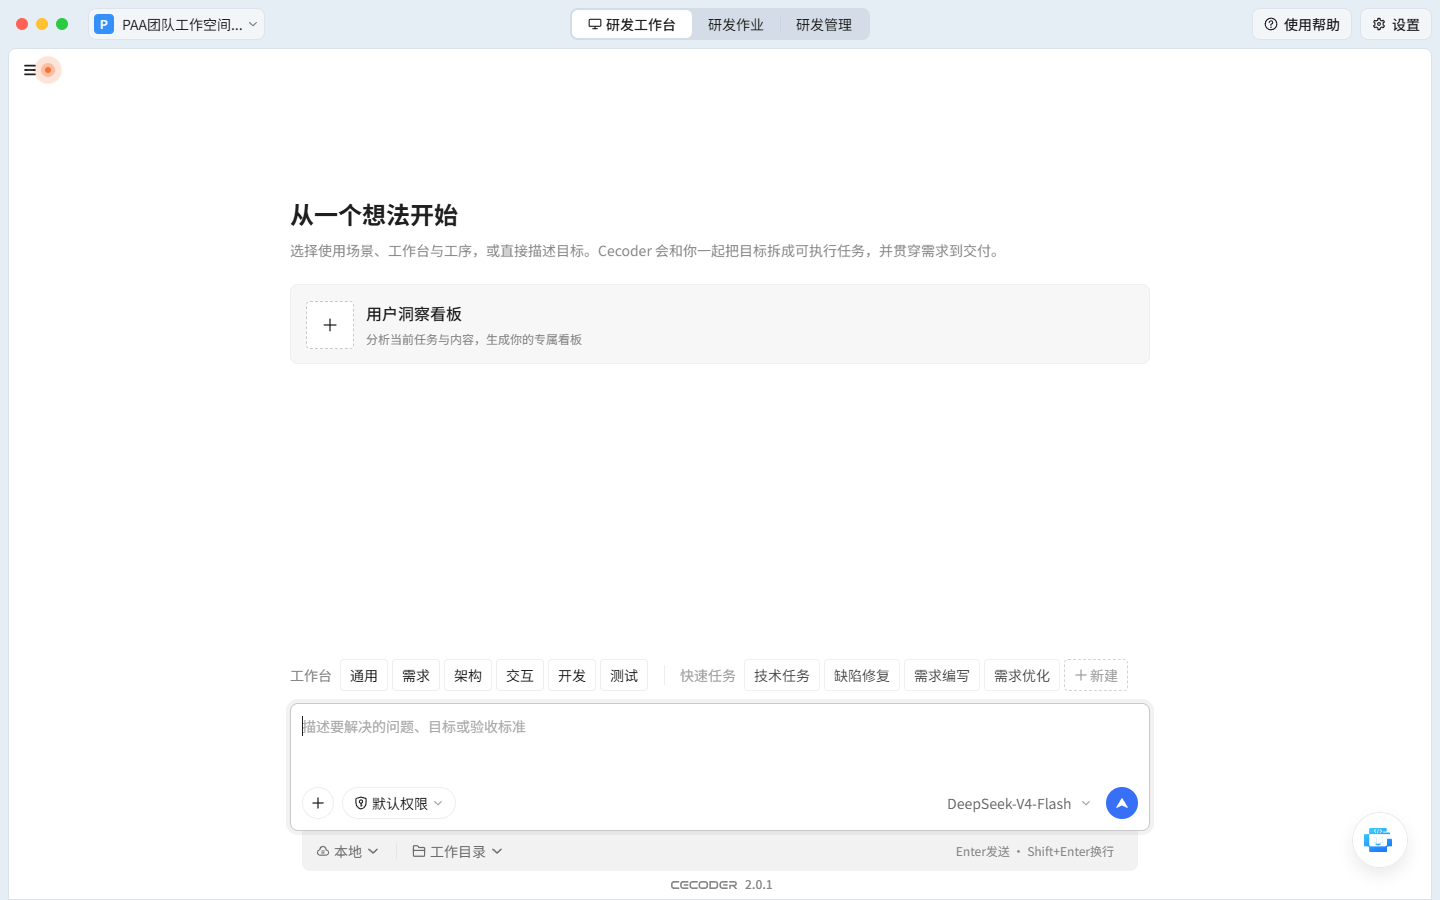 P PAA团队工作空间... 研发工作台 研发作业 研发管理 使用帮助 设置
从一个想法开始
选择使用场景、工作台与工序，或直接描述目标。Cecoder 会和你一起把目标拆成可执行任务，并贯穿需求到交付。
用户洞察看板
分析当前任务与内容，生成你的专属看板
工作台 通用 需求 架构 交互 开发 测试 快速任务 技术任务 缺陷修复 需求编写 需求优化 新建
描述要解决的问题、目标或验收标准
默认权限 DeepSeek-V4-Flash
本地 工作目录 Enter发送 • Shift+Enter换行
CECODER 2.0.1